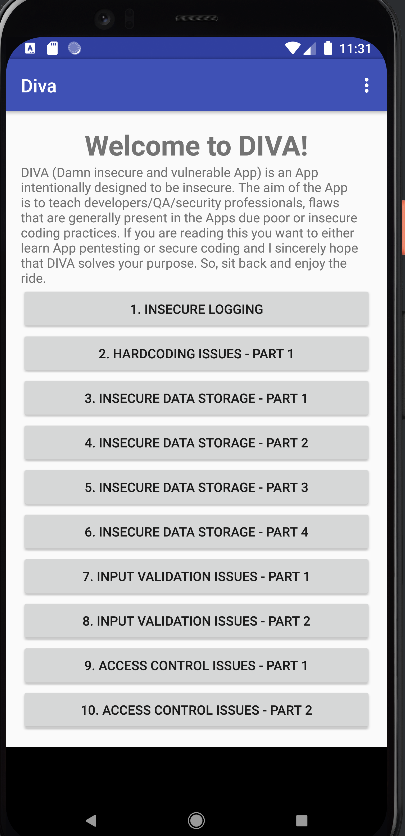 11:31
Diva
Welcome to DIVA!
DIVA (Damn insecure and vulnerable App) is an App
intentionally designed to be insecure. The aim of the App
is to teach developers/QA/security professionals, flaws
that are generally present in the Apps due poor or insecure
coding practices. If you are reading this you want to either
learn App pentesting or secure coding and I sincerely hope
that DIVA solves your purpose. So, sit back and enjoy the
ride.
1. INSECURE LOGGING
2. HARDCODING ISSUES - PART 1
3. INSECURE DATA STORAGE - PART 1
4. INSECURE DATA STORAGE - PART 2
5. INSECURE DATA STORAGE - PART 3
6. INSECURE DATA STORAGE - PART 4
7. INPUT VALIDATION ISSUES - PART 1
8. INPUT VALIDATION ISSUES - PART 2
9. ACCESS CONTROL ISSUES - PART 1
10. ACCESS CONTROL ISSUES - PART 2